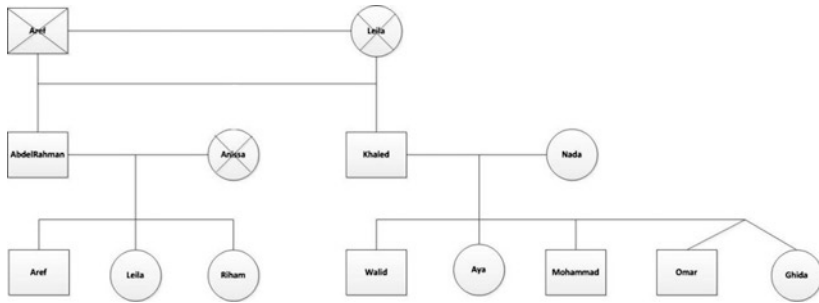 Aref
Leila
AbdelRahman
Anissa
Khaled
Nada
Aref
Leila
Riham
Walid
Aya
Mohammad
Omar
Ghida